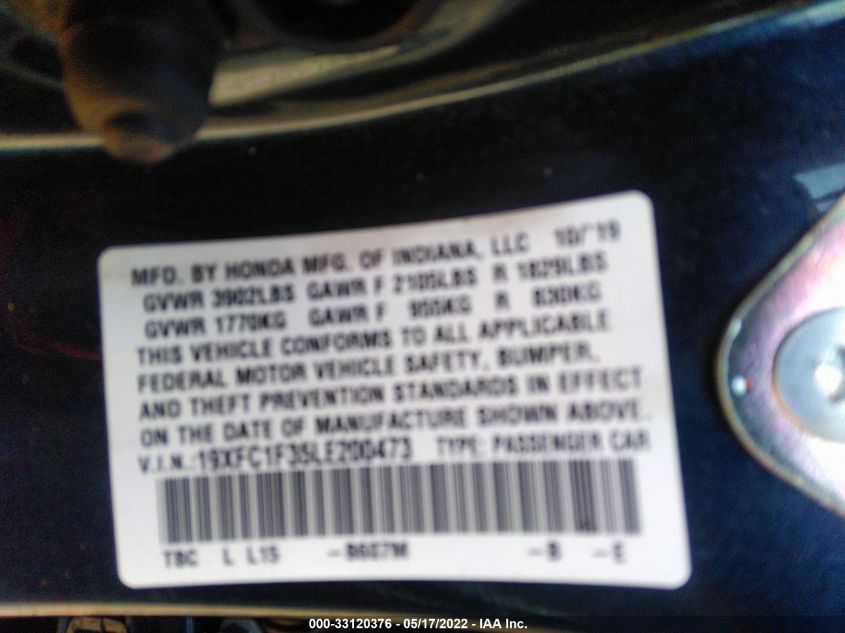 MFD. BY HONDA MFG. OF INDIANA, LLC 10/'19
GVWR 3902LBS GAWR F 2105LBS R 1829LBS
GVWR 1770KG GAWR F 955KG R 830KG
THIS VEHICLE CONFORMS TO ALL APPLICABLE
FEDERAL MOTOR VEHICLE SAFETY, BUMPER,
AND THEFT PREVENTION STANDARDS IN EFFECT
ON THE DATE OF MANUFACTURE SHOWN ABOVE.
V.I.N.:19XFC1F35LE200473 TYPE: PASSENGER CAR
TBC L L15 -B607M -B -E
000-33120376 - 05/17/2022 - IAA Inc.